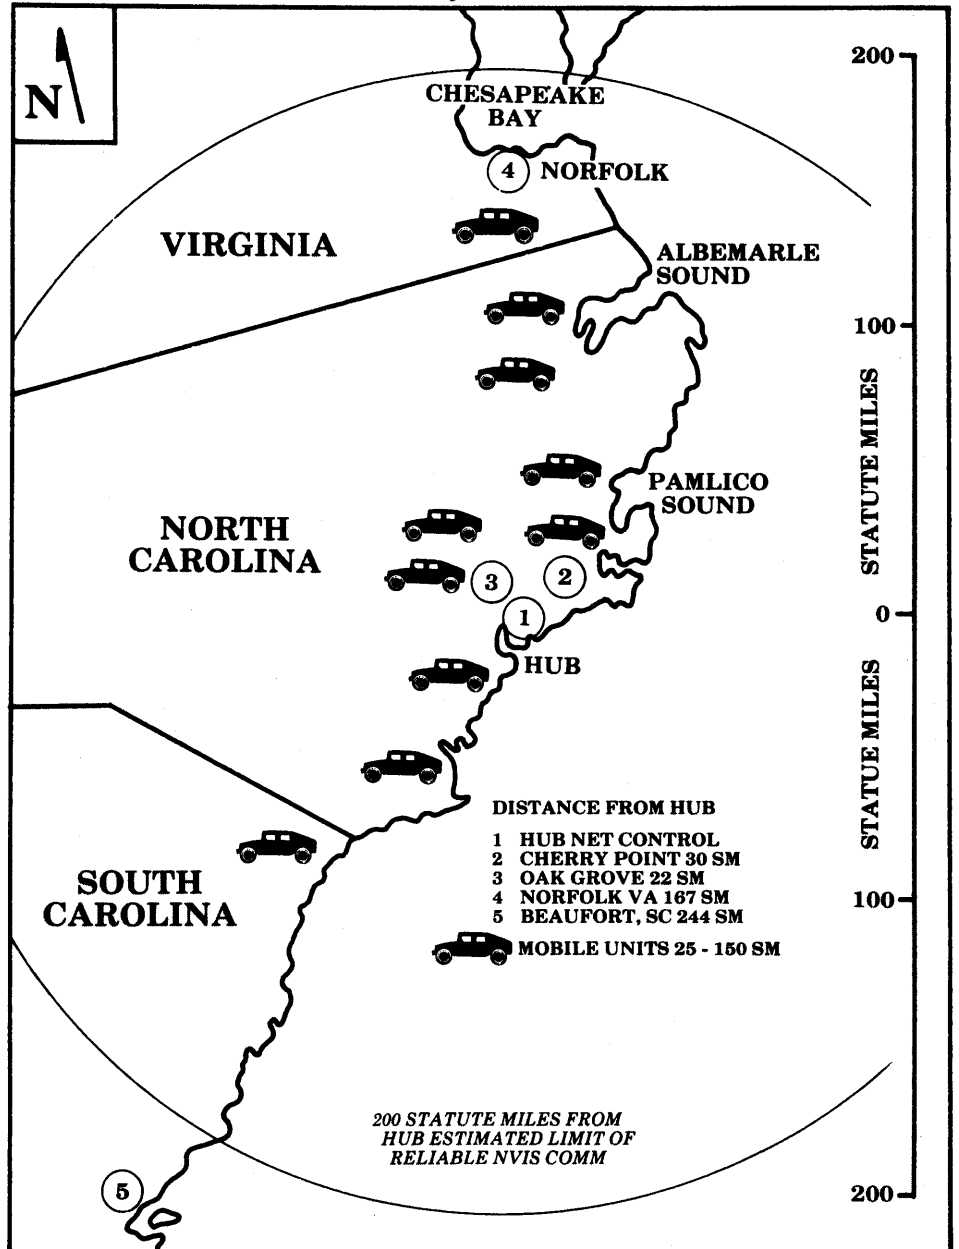 N
200
CHESAPEAKE
BAY
4 NORFOLK
VIRGINIA
ALBEMARLE
SOUND
100
STATUTE MILES
PAMLICO
SOUND
NORTH
CAROLINA
3
2
1
0
HUB
STATUE MILES
DISTANCE FROM HUB
1 HUB NET CONTROL
2 CHERRY POINT 30 SM
3 OAK GROVE 22 SM
4 NORFOLK VA 167 SM
5 BEAUFORT, SC 244 SM
MOBILE UNITS 25 - 150 SM
SOUTH
CAROLINA
100
200 STATUTE MILES FROM
HUB ESTIMATED LIMIT OF
RELIABLE NVIS COMM
5
200